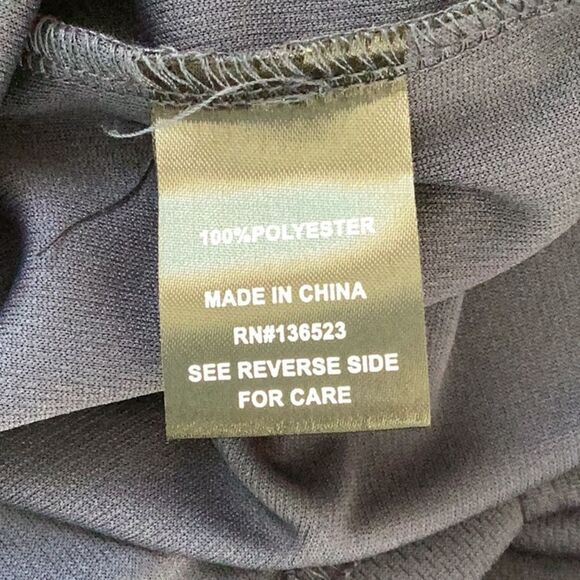 100%POLYESTER
MADE IN CHINA
RN#136523
SEE REVERSE SIDE
FOR CARE